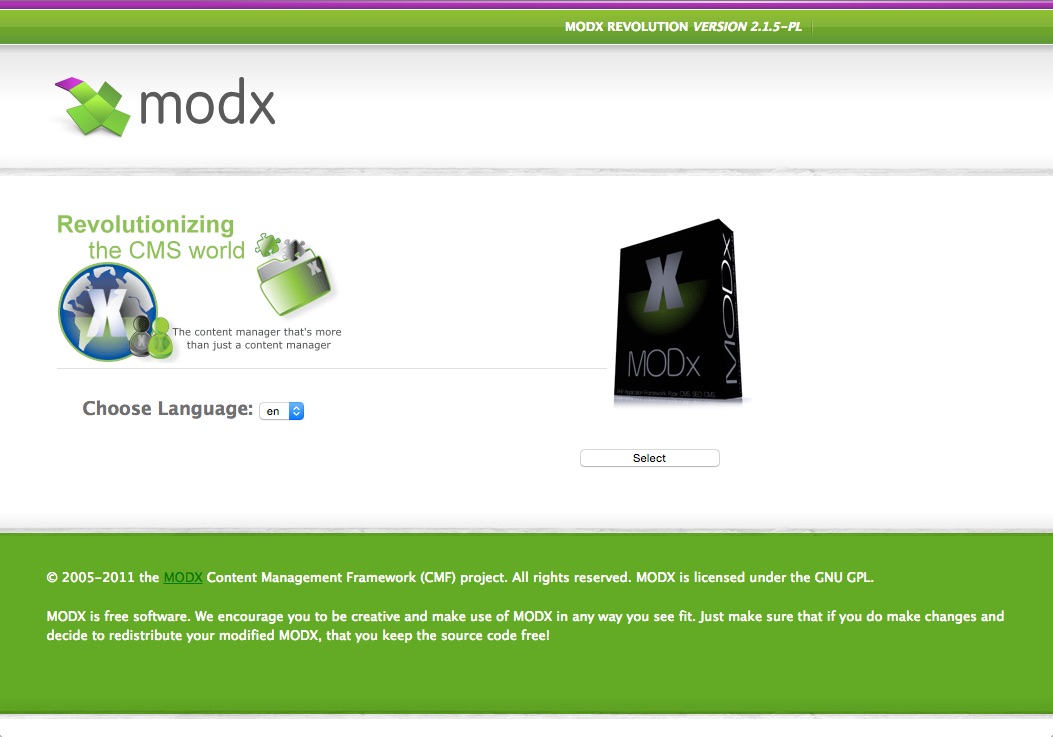 MODX REVOLUTION VERSION 2.1.5-PL
modx
Revolutionizing
the CMS world
X
X
The content manager that's more
than just a content manager
X
MODx
MODx
Choose Language: en
Select
© 2005-2011 the MODX Content Management Framework (CMF) project. All rights reserved. MODX is licensed under the GNU GPL.
MODX is free software. We encourage you to be creative and make use of MODX in any way you see fit. Just make sure that if you do make changes and
decide to redistribute your modified MODX, that you keep the source code free!